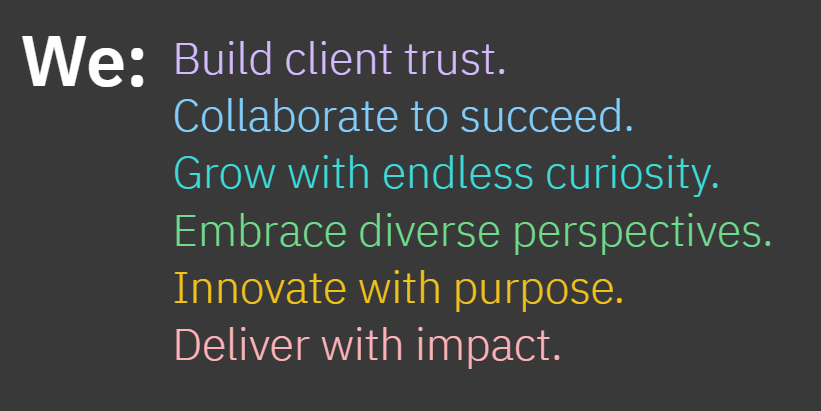 We: Build client trust.
Collaborate to succeed.
Grow with endless curiosity.
Embrace diverse perspectives.
Innovate with purpose.
Deliver with impact.